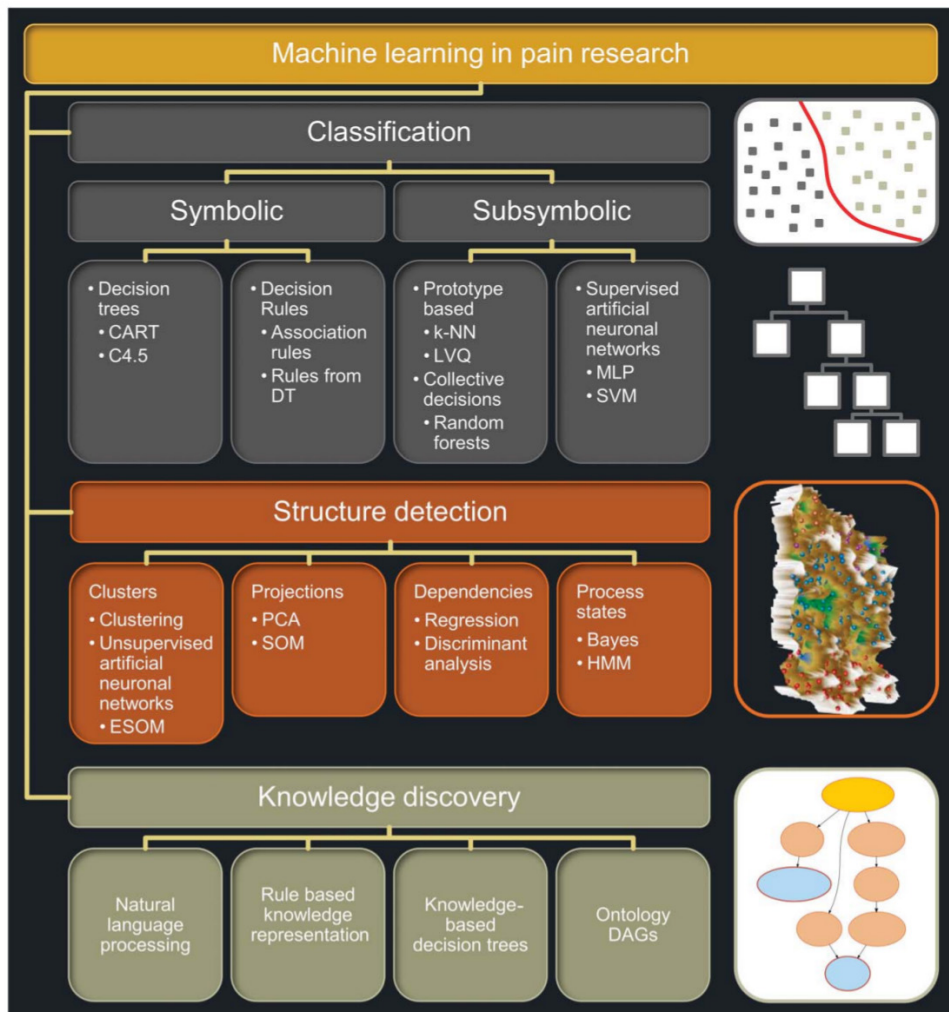 Machine learning in pain research
Classification
Symbolic
Subsymbolic
• Decision
trees
• CART
• C4.5
• Decision
Rules
• Association
rules
• Rules from
DT
• Prototype
based
• k-NN
• LVQ
• Collective
decisions
• Random
forests
• Supervised
artificial
neuronal
networks
• MLP
• SVM
Structure detection
Clusters
• Clustering
• Unsupervised
artificial
neuronal
networks
• ESOM
Projections
• PCA
• SOM
Dependencies
• Regression
• Discriminant
analysis
Process
states
• Bayes
• HMM
Knowledge discovery
Natural
language
processing
Rule based
knowledge
representation
Knowledge-
based
decision trees
Ontology
DAGs